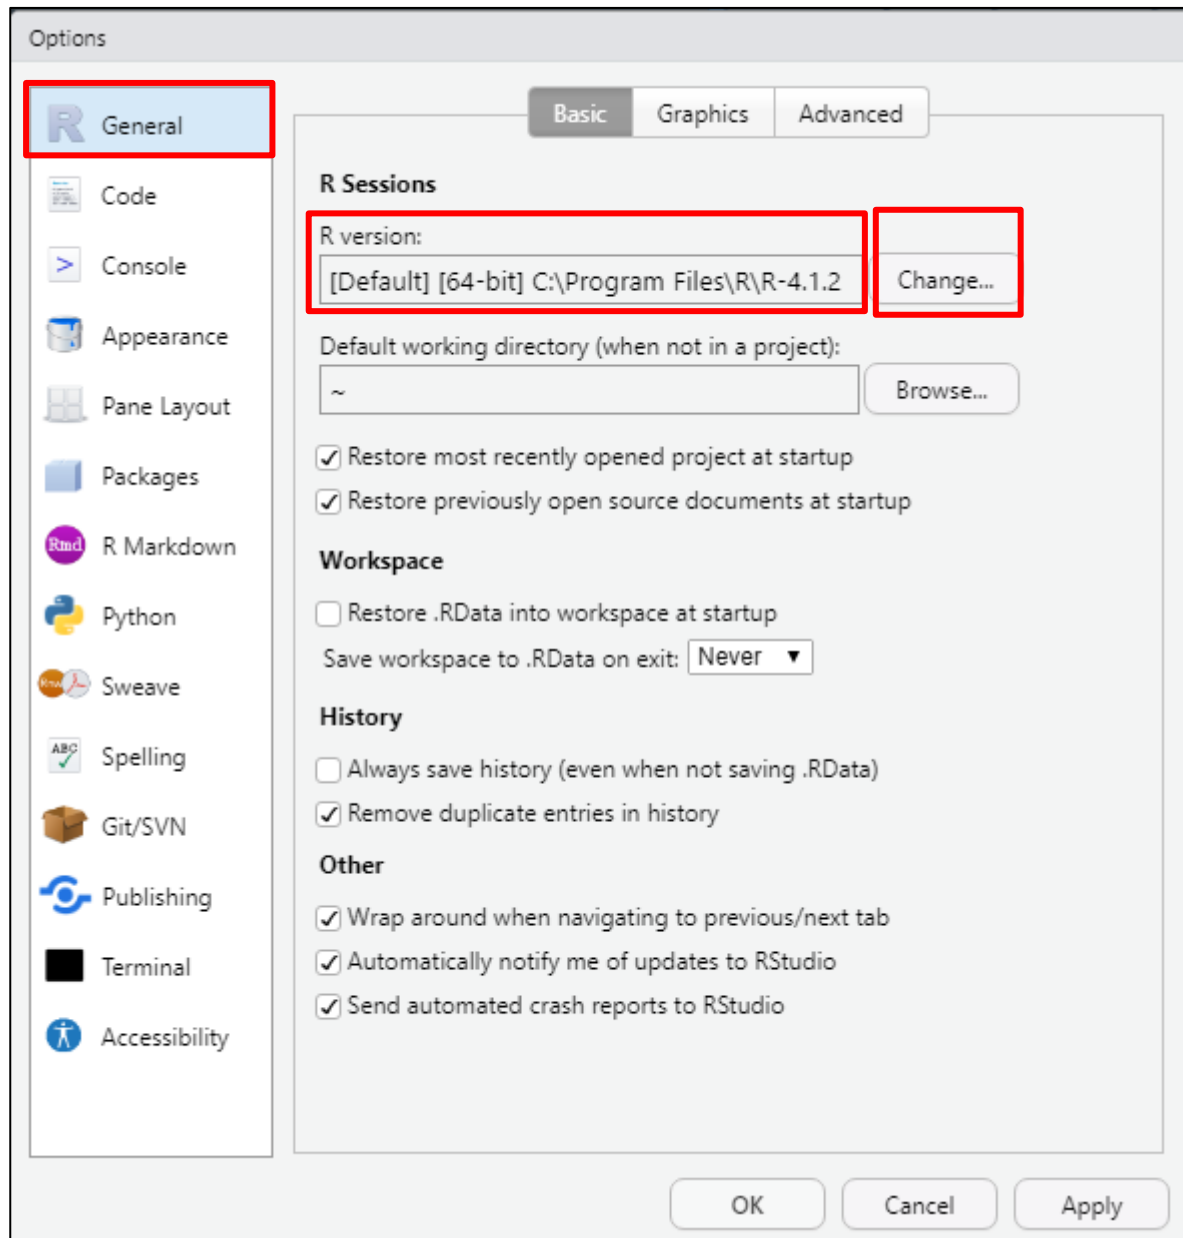 Options
General
Code
Console
Appearance
Pane Layout
Packages
Rmd R Markdown
Python
Rnw Sweave
ABC Spelling
Git/SVN
Publishing
Terminal
Accessibility
Basic Graphics Advanced
R Sessions
R version:
[Default] [64-bit] C:\Program Files\R\R-4.1.2 Change...
Default working directory (when not in a project):
~ Browse...
Restore most recently opened project at startup
Restore previously open source documents at startup
Workspace
Restore .RData into workspace at startup
Save workspace to .RData on exit: Never
History
Always save history (even when not saving .RData)
Remove duplicate entries in history
Other
Wrap around when navigating to previous/next tab
Automatically notify me of updates to RStudio
Send automated crash reports to RStudio
OK Cancel Apply